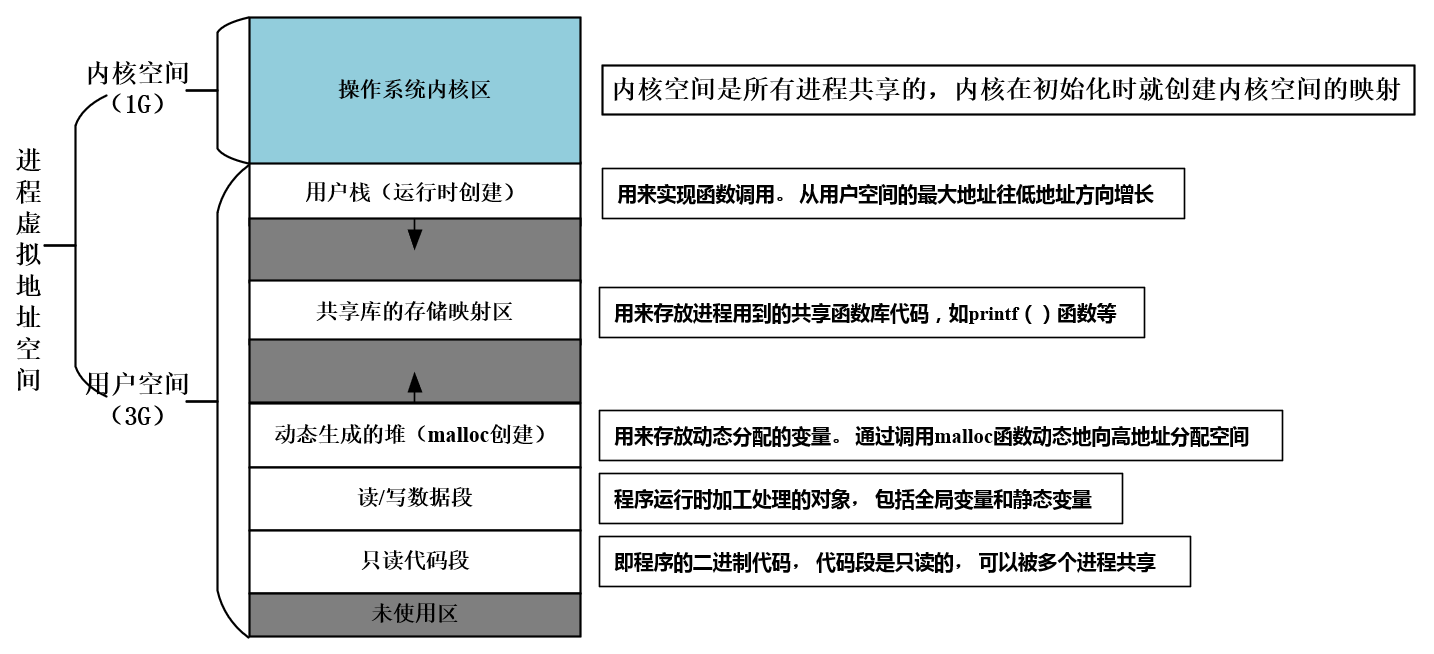 进程虚拟地址空间
内核空间
（1G）
操作系统内核区
内核空间是所有进程共享的，内核在初始化时就创建内核空间的映射
用户空间
（3G）
用户栈（运行时创建）
用来实现函数调用。 从用户空间的最大地址往低地址方向增长
共享库的存储映射区
用来存放进程用到的共享函数库代码，如printf（ ）函数等
动态生成的堆（malloc创建）
用来存放动态分配的变量。 通过调用malloc函数动态地向高地址分配空间
读/写数据段
程序运行时加工处理的对象， 包括全局变量和静态变量
只读代码段
即程序的二进制代码， 代码段是只读的， 可以被多个进程共享
未使用区